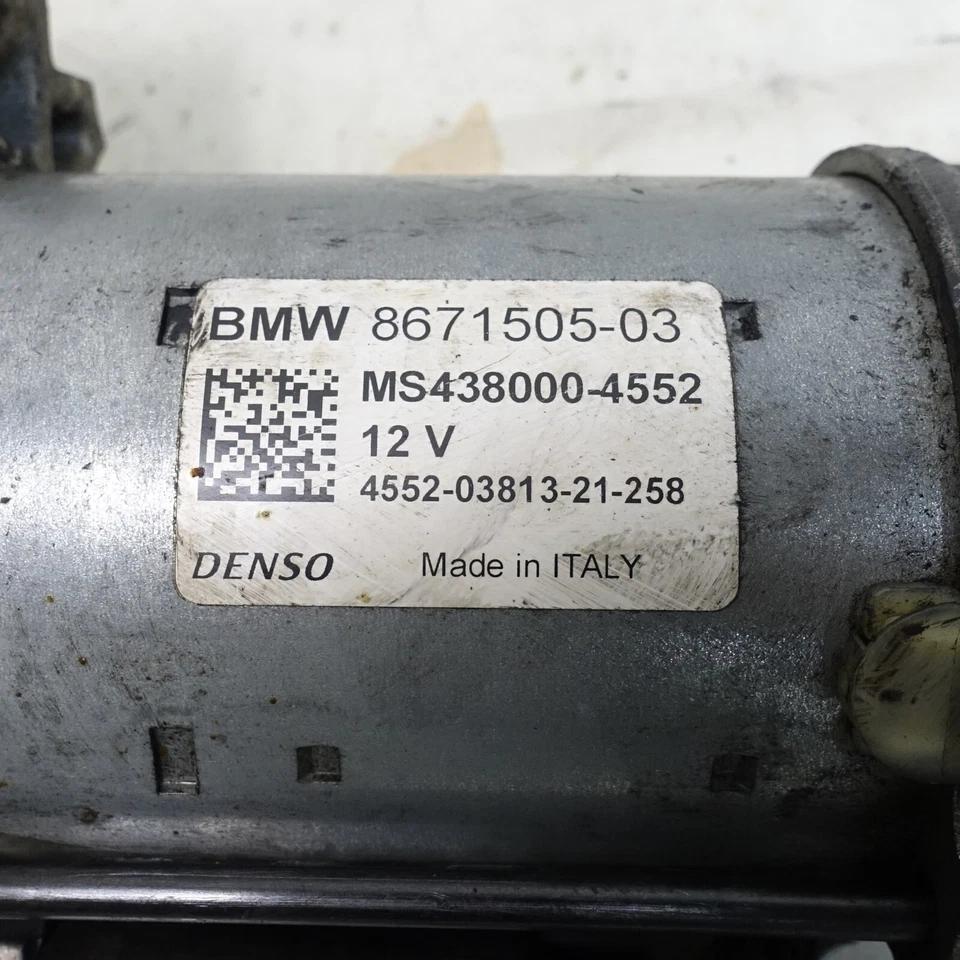 BMW 8671505-03
MS438000-4552
12 V
4552-03813-21-258
DENSO Made in ITALY